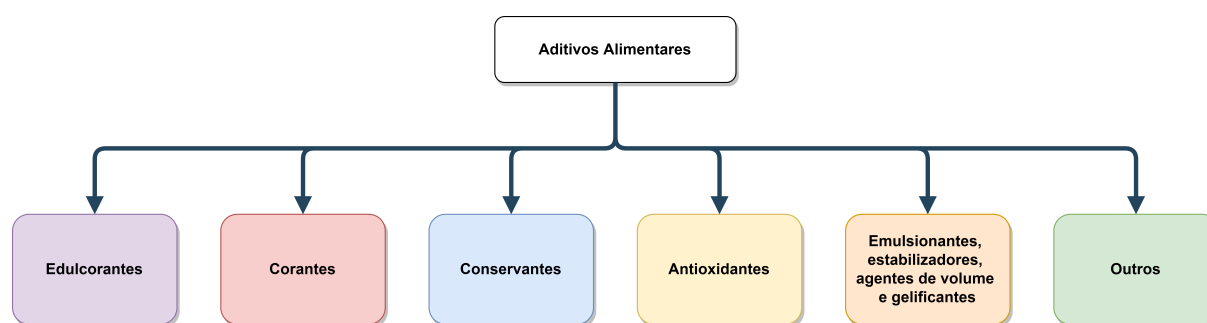 Aditivos Alimentares
Edulcorantes
Corantes
Conservantes
Antioxidantes
Emulsionantes,
estabilizadores,
agentes de volume
e gelificantes
Outros